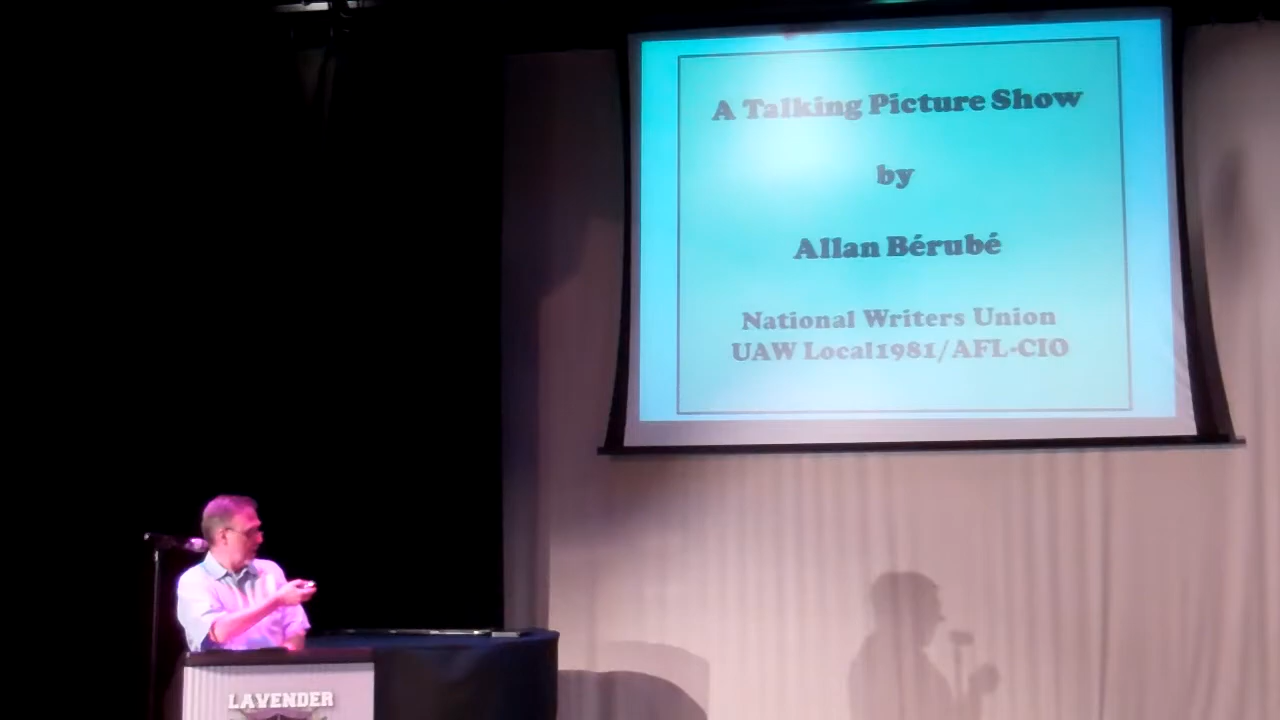 A Talking Picture Show
by
Allan Bérubé
National Writers Union
UAW Local1981/AFL-CIO
LAVENDER